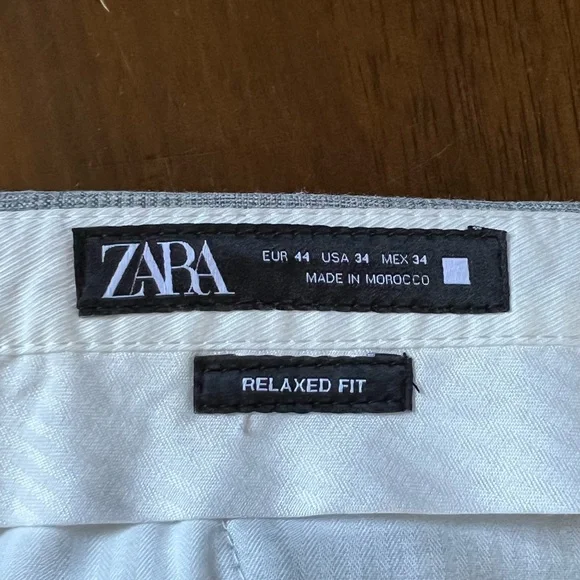 ZARA
EUR 44 USA 34 MEX 34
MADE IN MOROCCO
RELAXED FIT